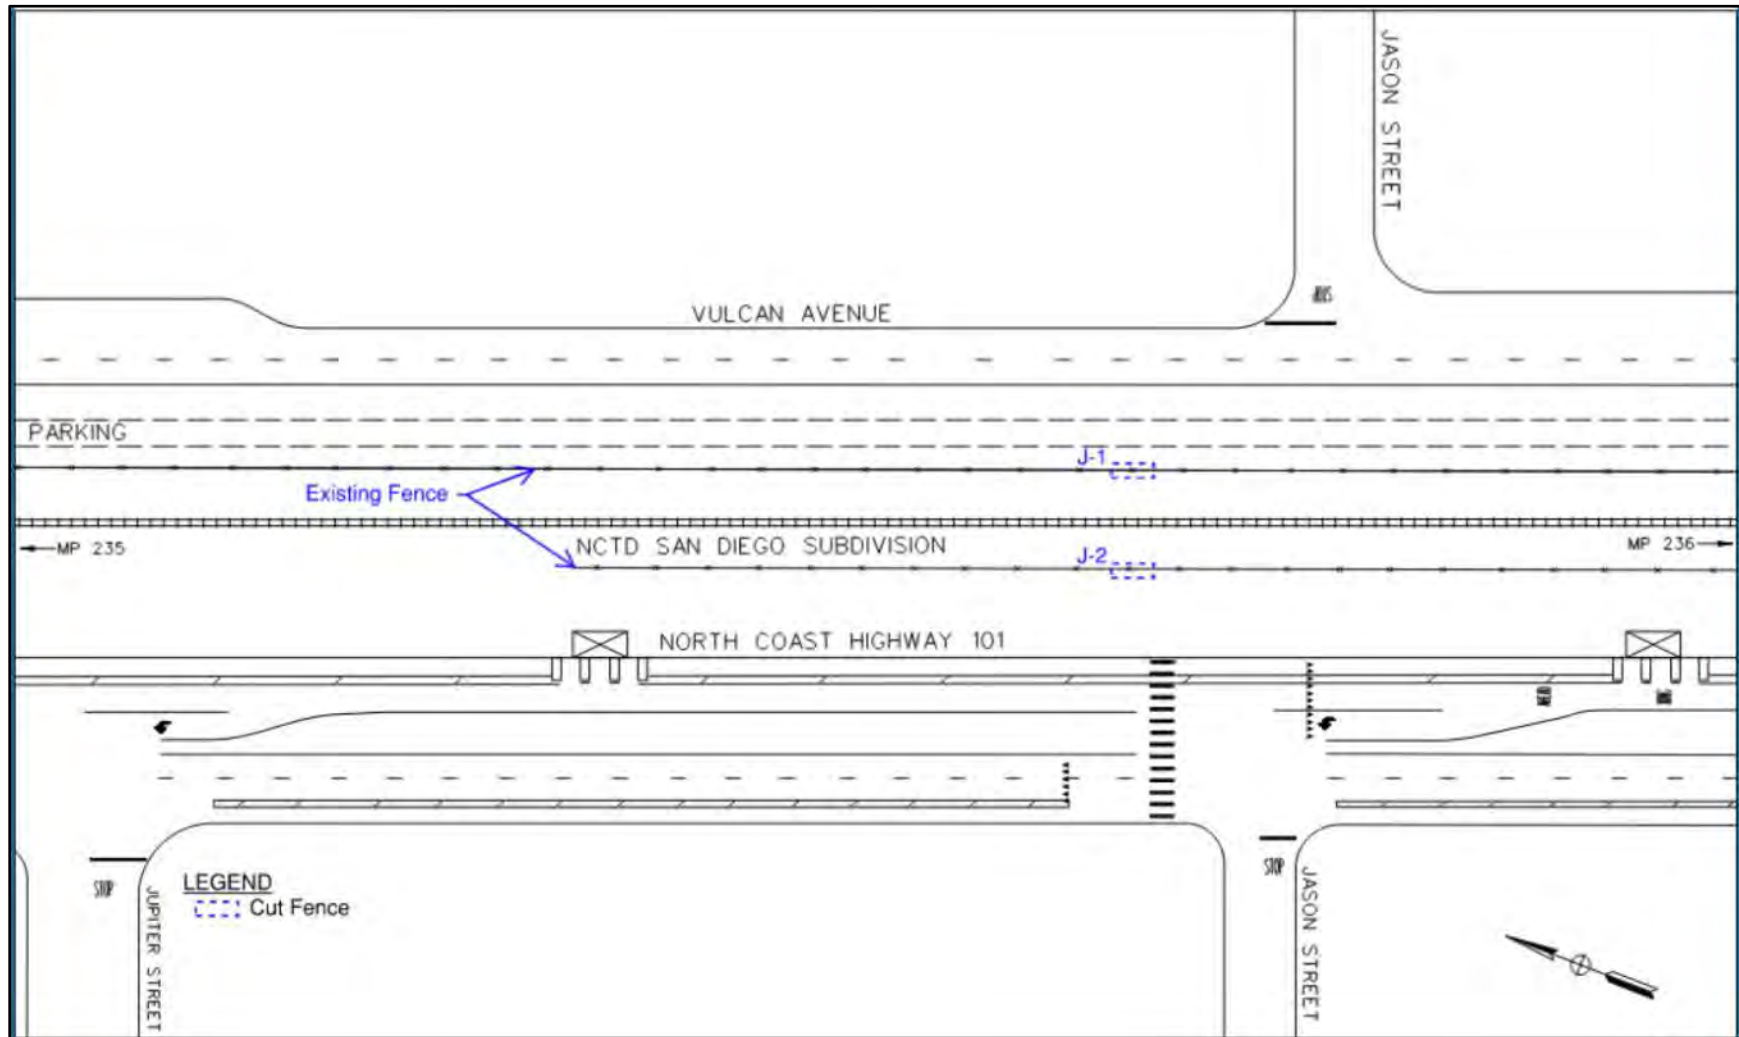 JASON STREET
STOP
VULCAN AVENUE
PARKING
J-1
Existing Fence
MP 235
NCTD SAN DIEGO SUBDIVISION
MP 236
J-2
NORTH COAST HIGHWAY 101
STOP
JUPITER STREET
LEGEND
Cut Fence
STOP
JASON STREET